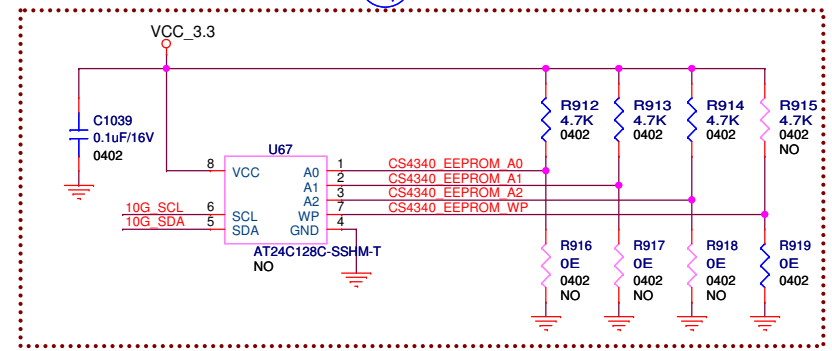 VCC_3.3
C1039
0.1uF/16V
0402
U67
8 VCC A0 1 CS4340_EEPROM_A0
A1 2 CS4340_EEPROM_A1
A2 3 CS4340_EEPROM_A2
10G_SCL 6 SCL WP 7 CS4340_EEPROM_WP
10G_SDA 5 SDA GND 4
AT24C128C-SSHM-T
NO
R912
4.7K
0402
R913
4.7K
0402
R914
4.7K
0402
R915
4.7K
0402
NO
R916
0E
0402
NO
R917
0E
0402
NO
R918
0E
0402
NO
R919
0E
0402